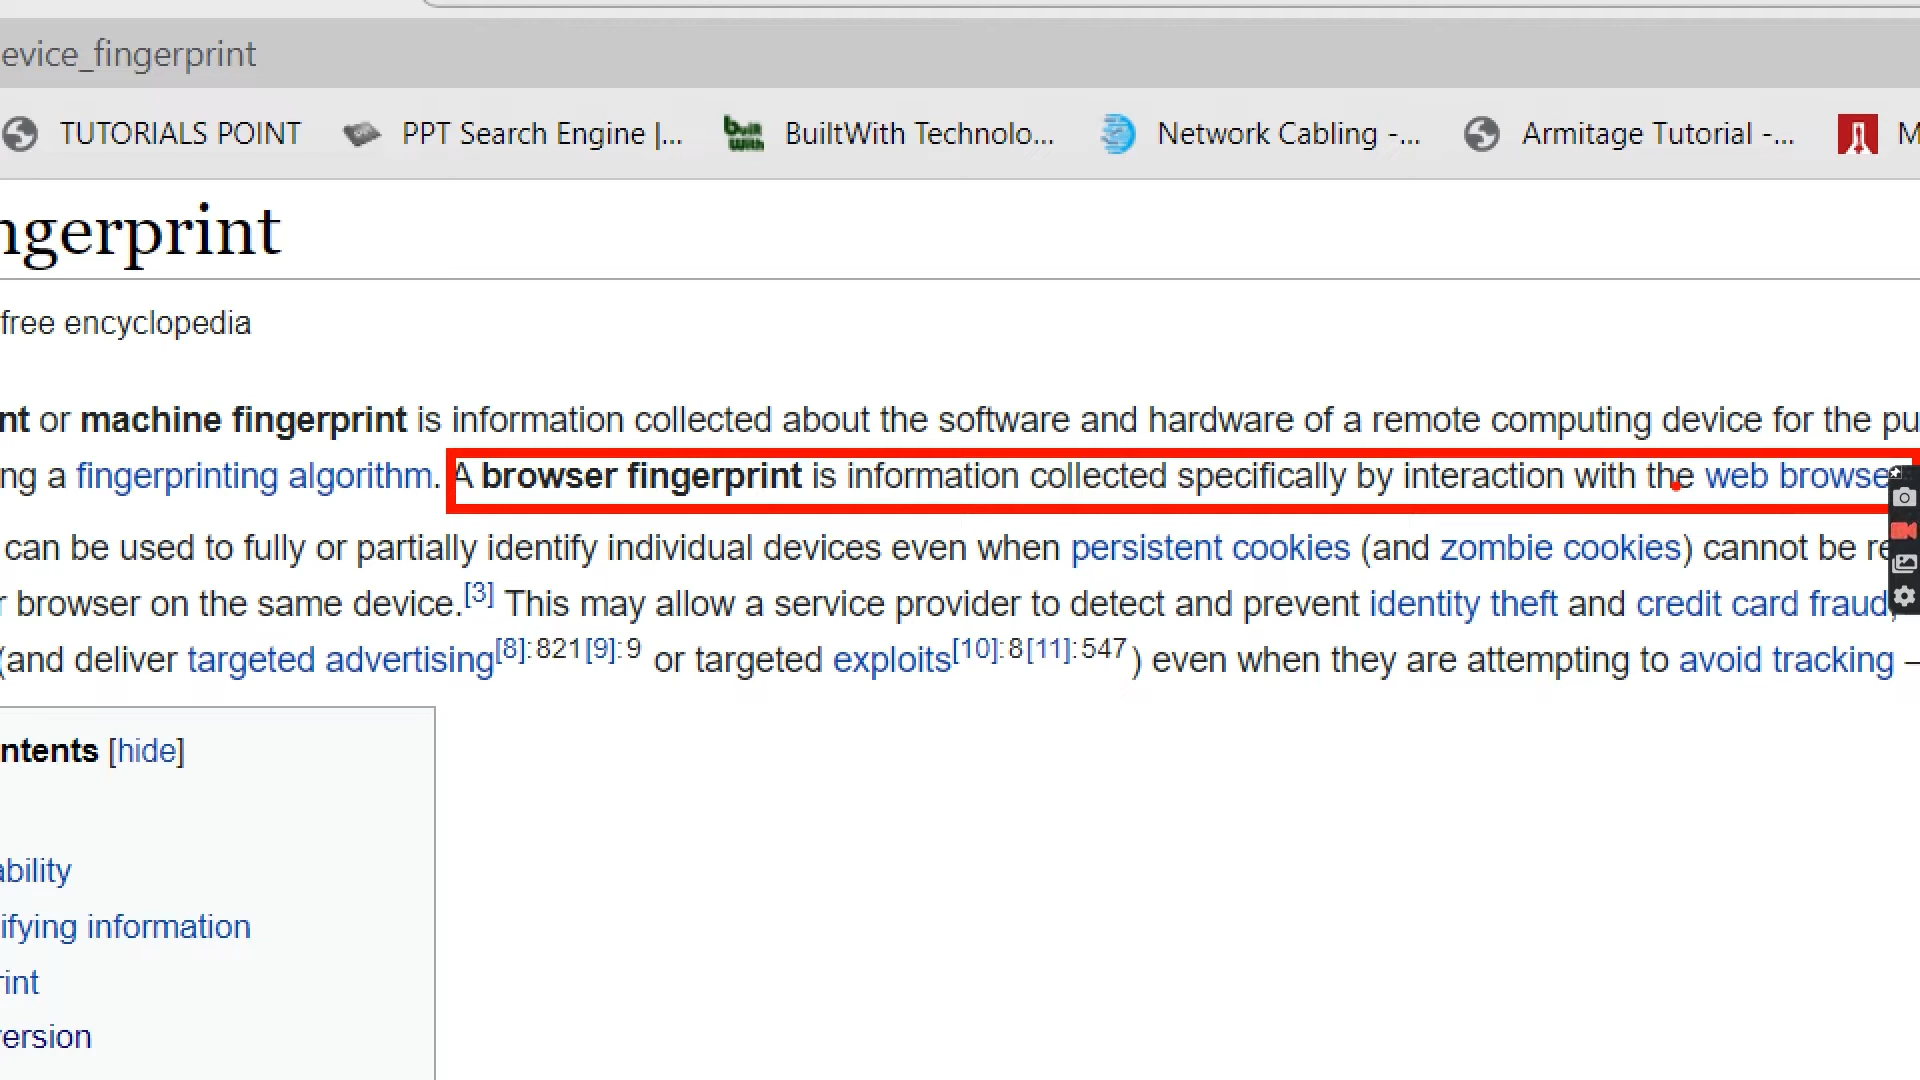 evice_fingerprint
TUTORIALS POINT PPT Search Engine |... BuiltWith Technolo... Network Cabling -... Armitage Tutorial -... M
ngerprint
free encyclopedia
nt or machine fingerprint is information collected about the software and hardware of a remote computing device for the pu
ng a fingerprinting algorithm. A browser fingerprint is information collected specifically by interaction with the web browse
can be used to fully or partially identify individual devices even when persistent cookies (and zombie cookies) cannot be re
r browser on the same device.[3] This may allow a service provider to detect and prevent identity theft and credit card fraud,
(and deliver targeted advertising[8]:821[9]:9 or targeted exploits[10]:8[11]:547) even when they are attempting to avoid tracking –
ntents [hide]
ability
ifying information
rint
version